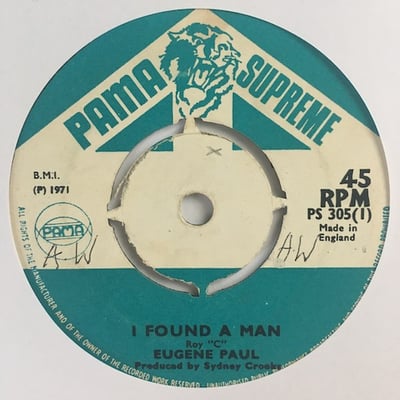 PAMA SUPREME
B.M.I.
(P) 1971
PAMA
45
RPM
PS 305(1)
Made in
England
A-W
AW
I FOUND A MAN
Roy "C"
EUGENE PAUL
Produced by Sydney Crooks
ALL RIGHTS OF THE MANUFACTURER AND OF THE OWNER OF THE RECORDED WORK RESERVED. UNAUTHORISED PUBLIC